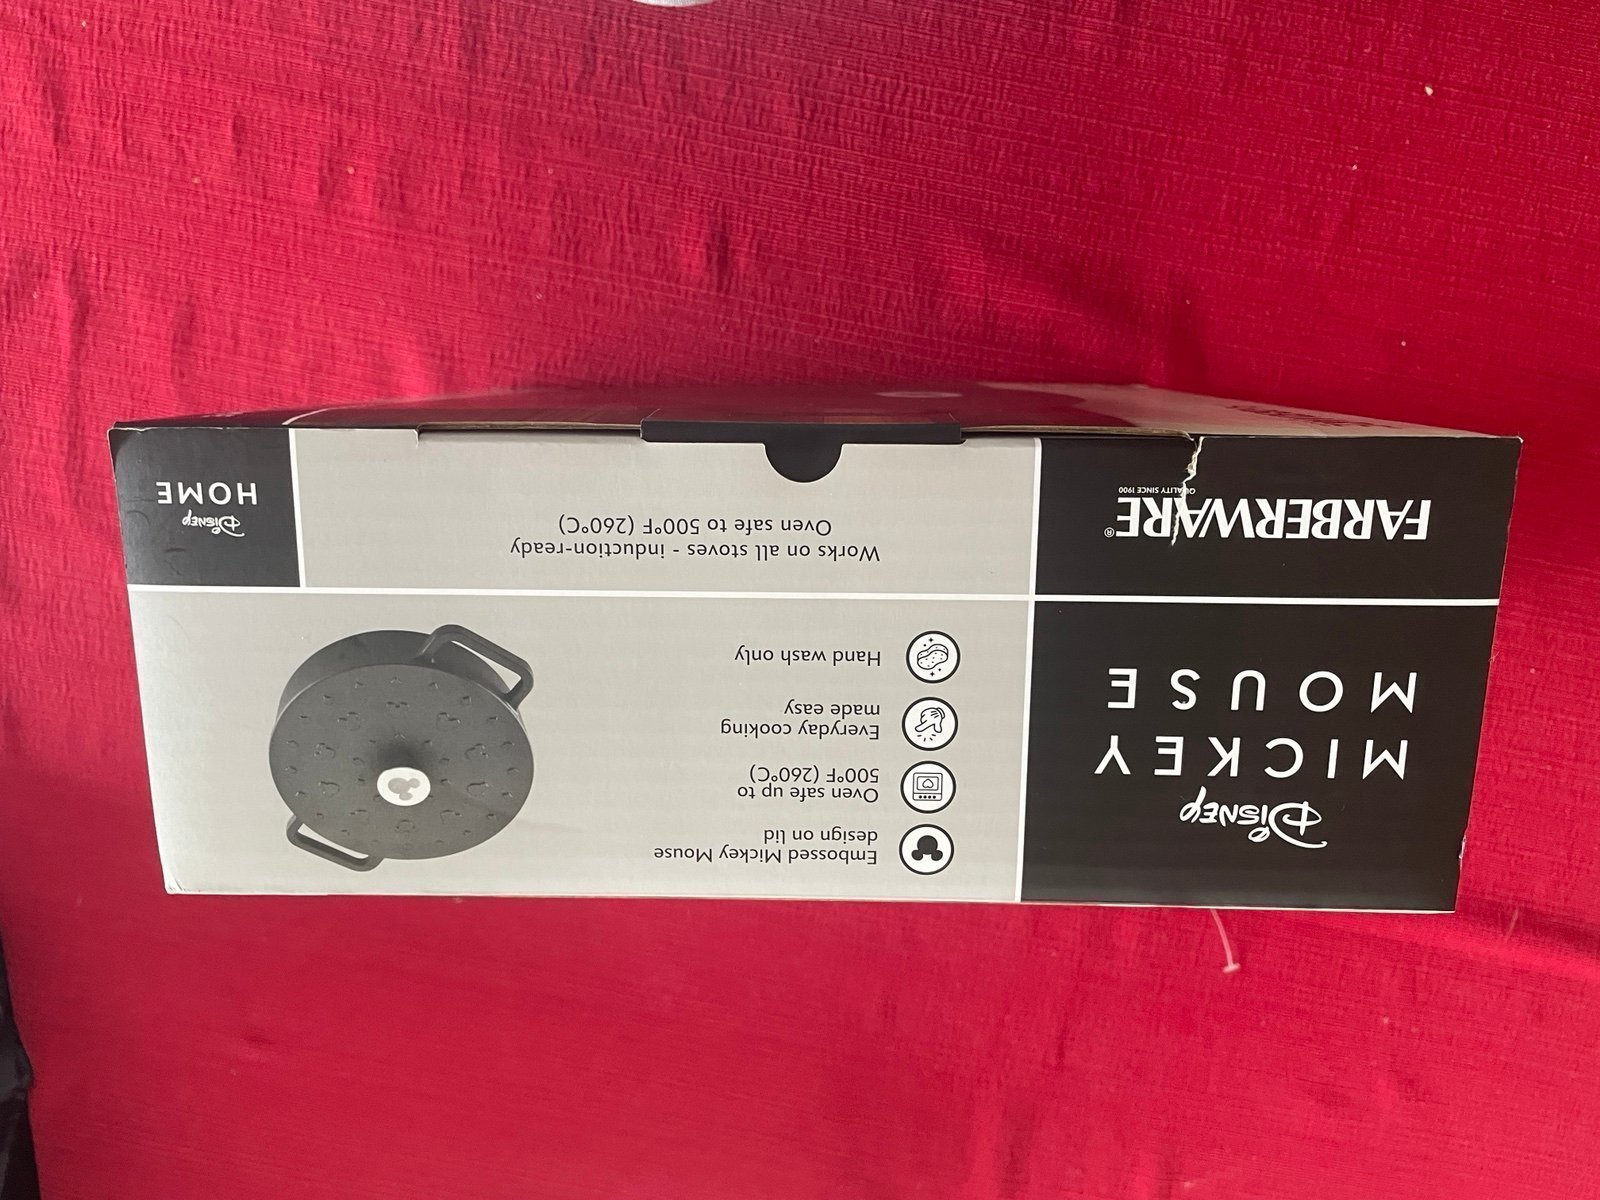 Disney
MICKEY
MOUSE
Embossed Mickey Mouse
design on lid
Oven safe up to
500°F (260°C)
Everyday cooking
made easy
Hand wash only
FARBERWARE®
QUALITY SINCE 1900
Works on all stoves - induction-ready
Oven safe to 500°F (260°C)
Disney
HOME